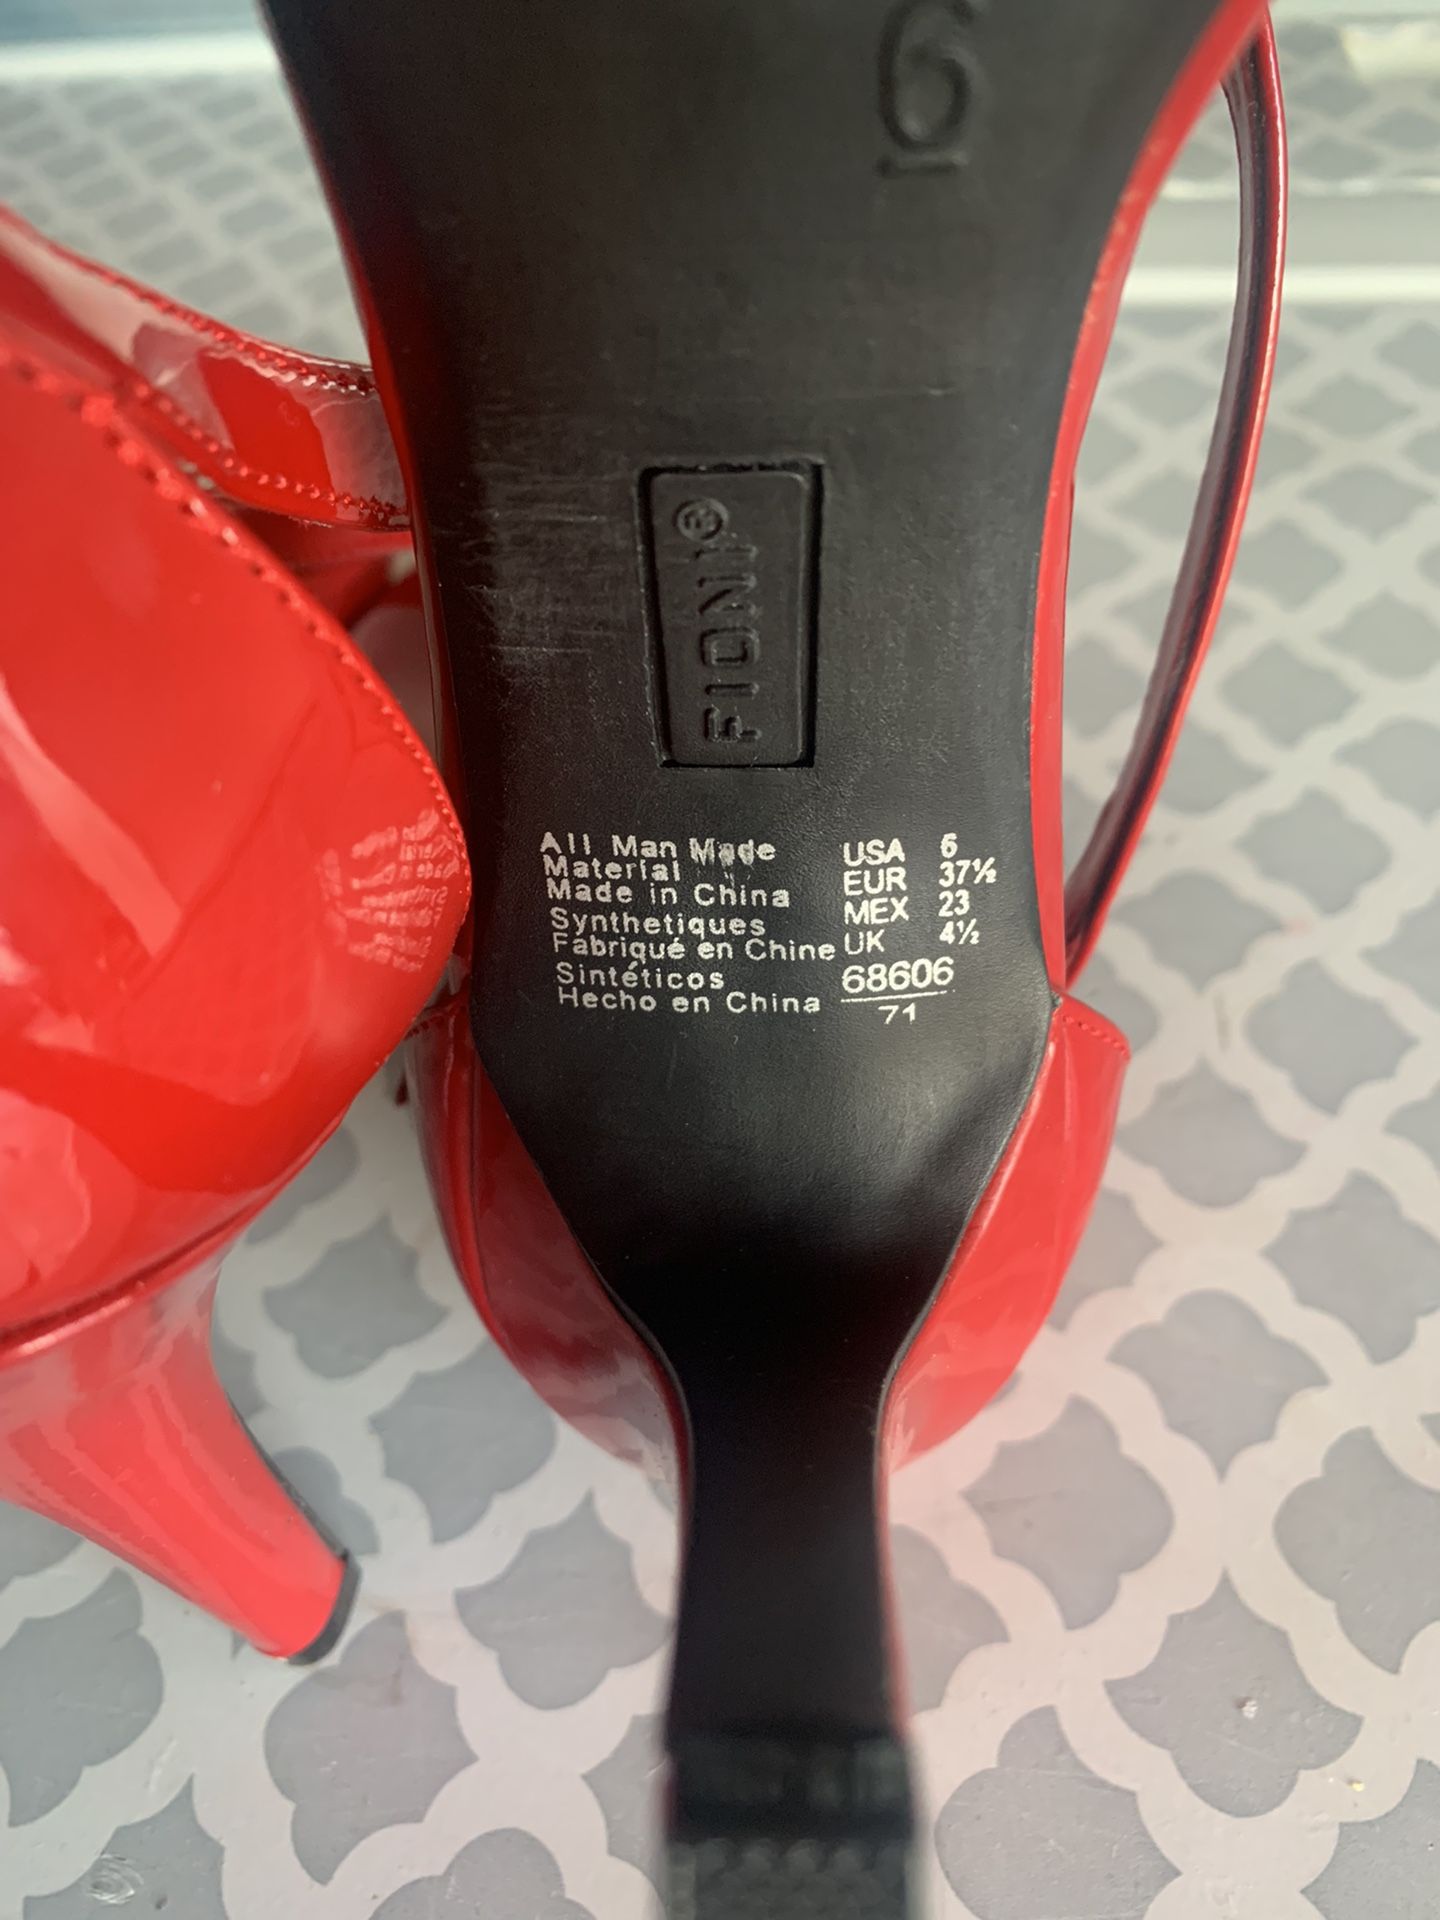 6
FIONI®
All Man Made
Material
Made in China
Synthetiques
Fabriqué en Chine
Sintéticos
Hecho en China
USA 6
EUR 37½
MEX 23
UK 4½
68606
71